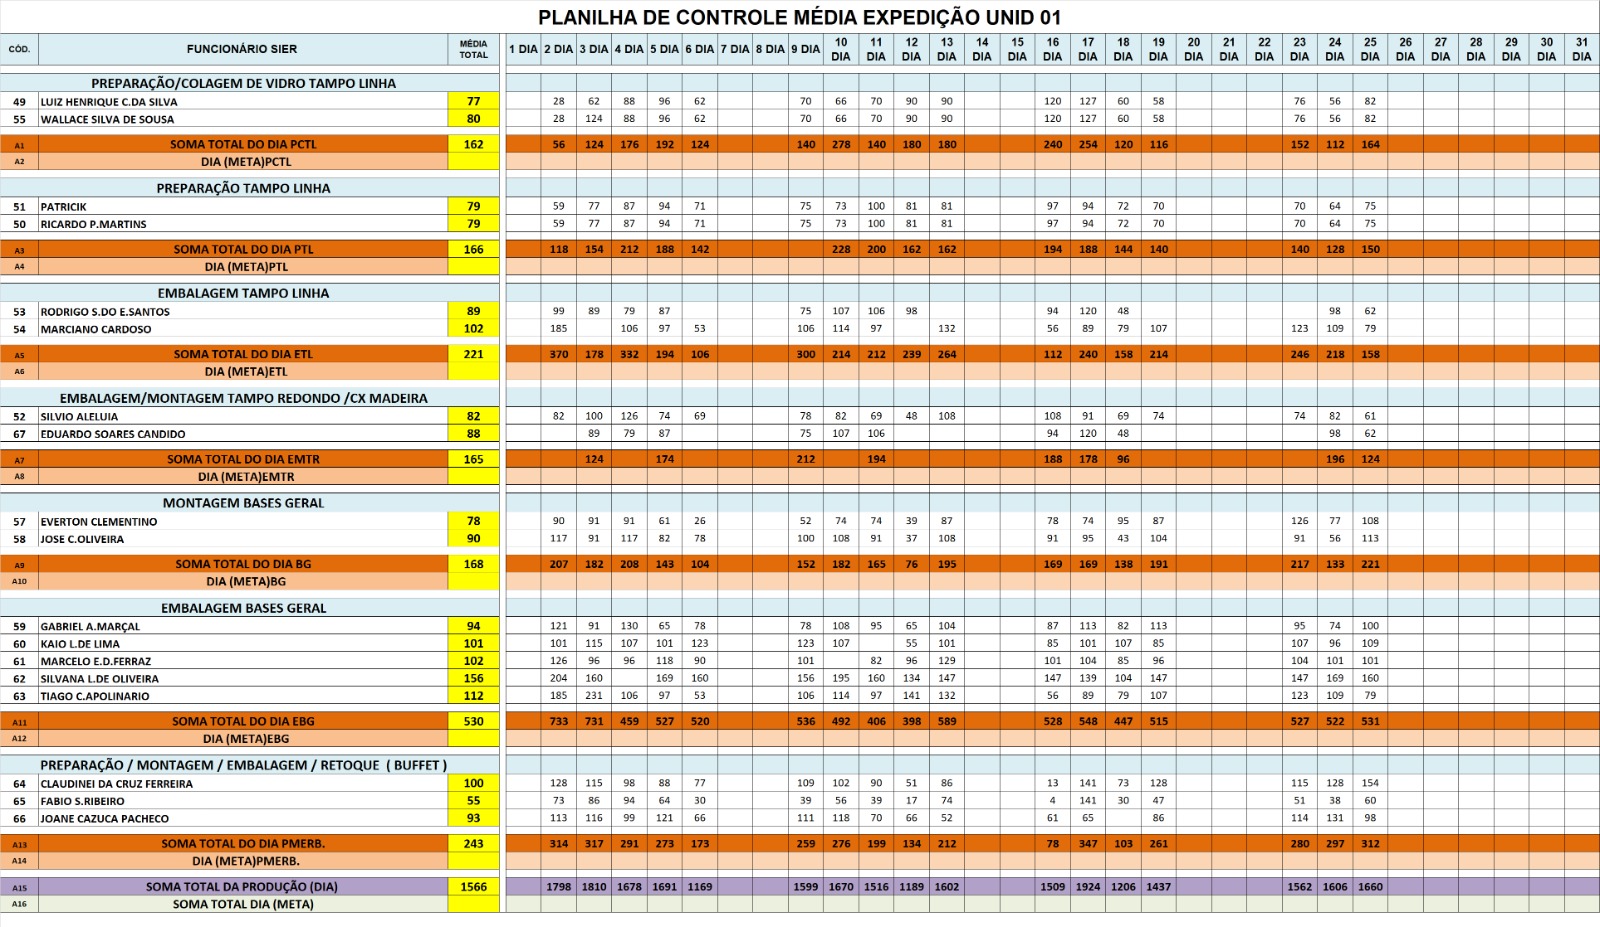 PLANILHA DE CONTROLE MÉDIA EXPEDIÇÃO UNID 01
CÓD. FUNCIONÁRIO SIER MÉDIA TOTAL 1 DIA 2 DIA 3 DIA 4 DIA 5 DIA 6 DIA 7 DIA 8 DIA 9 DIA 10 DIA 11 DIA 12 DIA 13 DIA 14 DIA 15 DIA 16 DIA 17 DIA 18 DIA 19 DIA 20 DIA 21 DIA 22 DIA 23 DIA 24 DIA 25 DIA 26 DIA 27 DIA 28 DIA 29 DIA 30 DIA 31 DIA
PREPARAÇÃO/COLAGEM DE VIDRO TAMPO LINHA
49 LUIZ HENRIQUE C.DA SILVA 77 28 62 88 96 62 70 66 70 90 90 120 127 60 58 76 56 82
55 WALLACE SILVA DE SOUSA 80 28 124 88 96 62 70 66 70 90 90 120 127 60 58 76 56 82
A1 SOMA TOTAL DO DIA PCTL 162 56 124 176 192 124 140 278 140 180 180 240 254 120 116 152 112 164
A2 DIA (META)PCTL
PREPARAÇÃO TAMPO LINHA
51 PATRICIK 79 59 77 87 94 71 75 73 100 81 81 97 94 72 70 70 64 75
50 RICARDO P.MARTINS 79 59 77 87 94 71 75 73 100 81 81 97 94 72 70 70 64 75
A3 SOMA TOTAL DO DIA PTL 166 118 154 212 188 142 228 200 162 162 194 188 144 140 140 128 150
A4 DIA (META)PTL
EMBALAGEM TAMPO LINHA
53 RODRIGO S.DO E.SANTOS 89 99 89 79 87 75 107 106 98 94 120 48 98 62
54 MARCIANO CARDOSO 102 185 106 97 53 106 114 97 132 56 89 79 107 123 109 79
A5 SOMA TOTAL DO DIA ETL 221 370 178 332 194 106 300 214 212 239 264 112 240 158 214 246 218 158
A6 DIA (META)ETL
EMBALAGEM/MONTAGEM TAMPO REDONDO /CX MADEIRA
52 SILVIO ALELUIA 82 82 100 126 74 69 78 82 69 48 108 108 91 69 74 74 82 61
67 EDUARDO SOARES CANDIDO 88 89 79 87 75 107 106 94 120 48 98 62
A7 SOMA TOTAL DO DIA EMTR 165 124 174 212 194 188 178 96 196 124
A8 DIA (META)EMTR
MONTAGEM BASES GERAL
57 EVERTON CLEMENTINO 78 90 91 91 61 26 52 74 74 39 87 78 74 95 87 126 77 108
58 JOSE C.OLIVEIRA 90 117 91 117 82 78 100 108 91 37 108 91 95 43 104 91 56 113
A9 SOMA TOTAL DO DIA BG 168 207 182 208 143 104 152 182 165 76 195 169 169 138 191 217 133 221
A10 DIA (META)BG
EMBALAGEM BASES GERAL
59 GABRIEL A.MARÇAL 94 121 91 130 65 78 78 108 95 65 104 87 113 82 113 95 74 100
60 KAIO L.DE LIMA 101 101 115 107 101 123 123 107 55 101 85 101 107 85 107 96 109
61 MARCELO E.D.FERRAZ 102 126 96 96 118 90 101 82 96 129 101 104 85 96 104 101 101
62 SILVANA L.DE OLIVEIRA 156 204 160 169 160 156 195 160 134 147 147 139 104 147 147 169 160
63 TIAGO C.APOLINARIO 112 185 231 106 97 53 106 114 97 141 132 56 89 79 107 123 109 79
A11 SOMA TOTAL DO DIA EBG 530 733 731 459 527 520 536 492 406 398 589 528 548 447 515 527 522 531
A12 DIA (META)EBG
PREPARAÇÃO / MONTAGEM / EMBALAGEM / RETOQUE ( BUFFET )
64 CLAUDINEI DA CRUZ FERREIRA 100 128 115 98 88 77 109 102 90 51 86 13 141 73 128 115 128 154
65 FABIO S.RIBEIRO 55 73 86 94 64 30 39 56 39 17 74 4 141 30 47 51 38 60
66 JOANE CAZUCA PACHECO 93 113 116 99 121 66 111 118 70 66 52 61 65 86 114 131 98
A13 SOMA TOTAL DO DIA PMERB. 243 314 317 291 273 173 259 276 199 134 212 78 347 103 261 280 297 312
A14 DIA (META)PMERB.
A15 SOMA TOTAL DA PRODUÇÃO (DIA) 1566 1798 1810 1678 1691 1169 1599 1670 1516 1189 1602 1509 1924 1206 1437 1562 1606 1660
A16 SOMA TOTAL DIA (META)